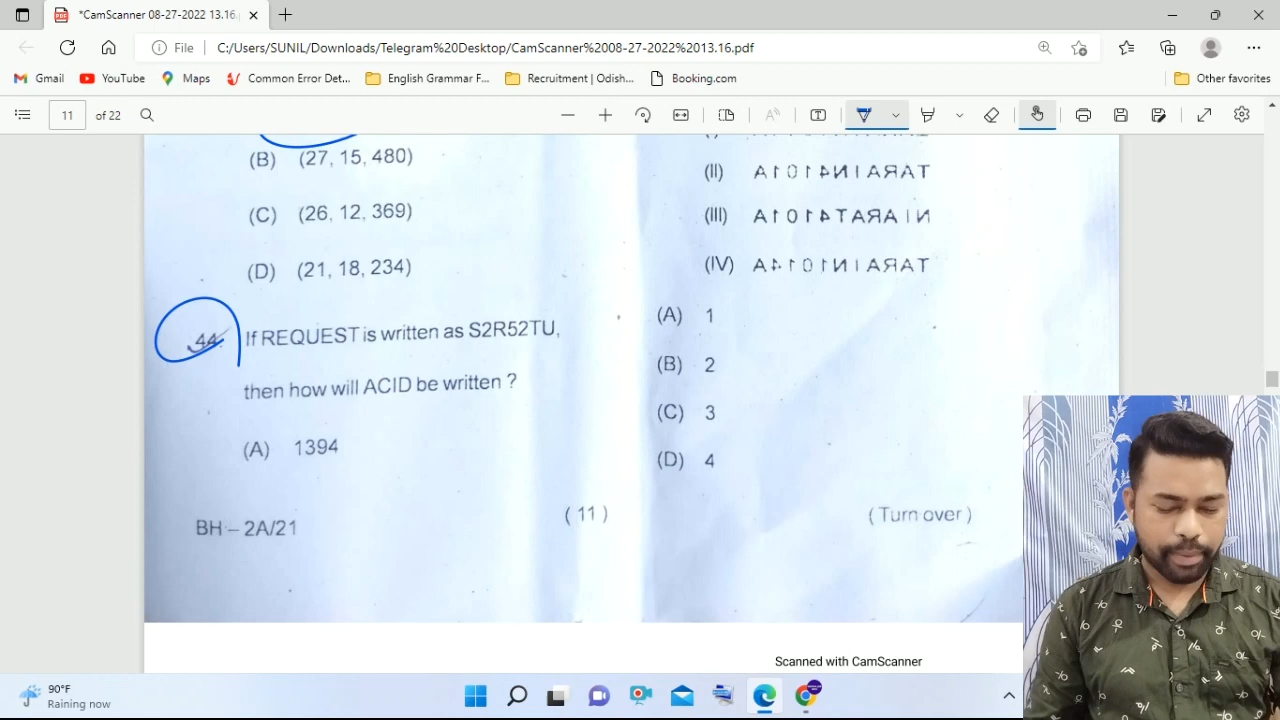 *CamScanner 08-27-2022 13.16.
File
C:/Users/SUNIL/Downloads/Telegram%20Desktop/CamScanner%2008-27-2022%2013.16.pdf
Gmail
YouTube
Maps
Common Error Det...
English Grammar F...
Recruitment | Odish...
Booking.com
Other favorites
11
of 22
(B) (27, 15, 480)
(C) (26, 12, 369)
(D) (21, 18, 234)
44. If REQUEST is written as S2R52TU,
then how will ACID be written ?
(A) 1394
BH – 2A/21
( 11 )
(II) TARAIN4101A
(III) NIARAT4101A
(IV) TARAIN1014A
(A) 1
(B) 2
(C) 3
(D) 4
( Turn over )
Scanned with CamScanner
90°F
Raining now